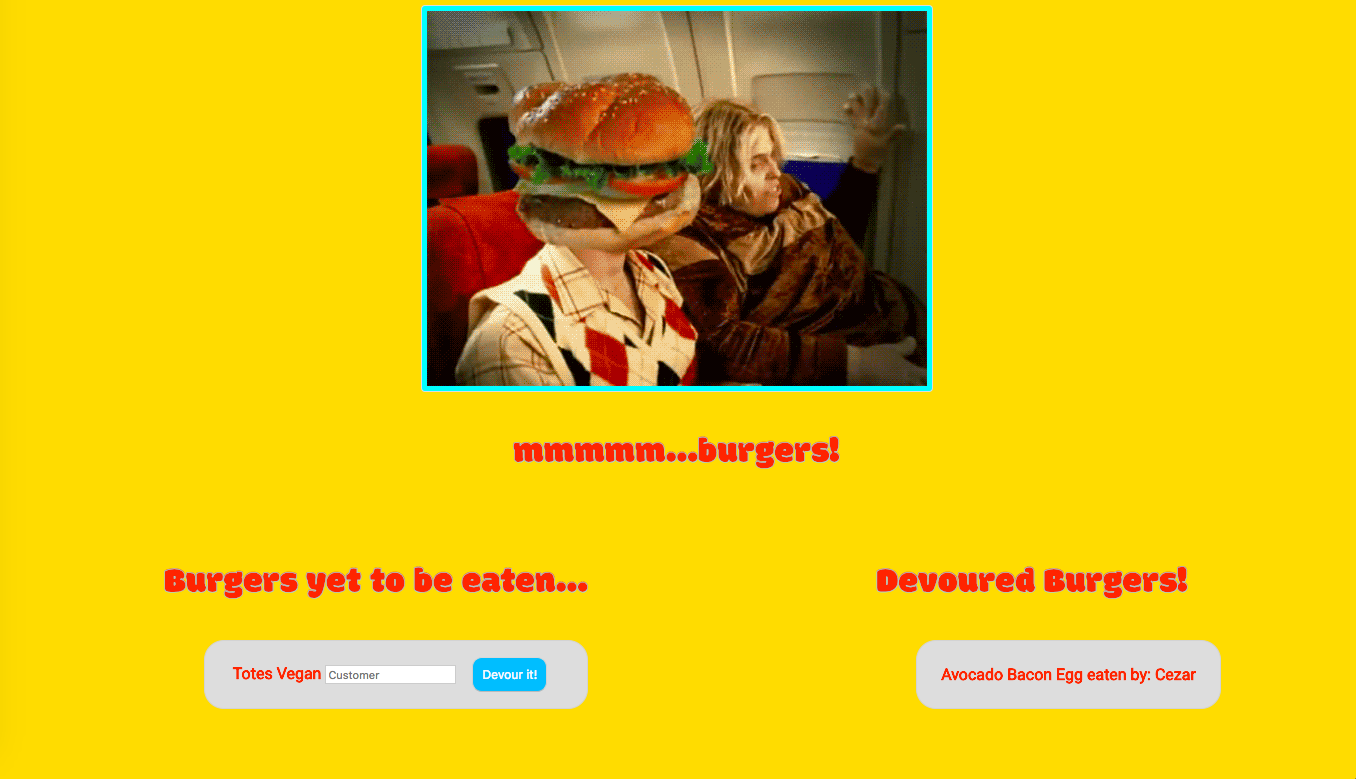 mmmmm...burgers!
Burgers yet to be eaten...
Devoured Burgers!
Totes Vegan Customer Devour it!
Avocado Bacon Egg eaten by: Cezar